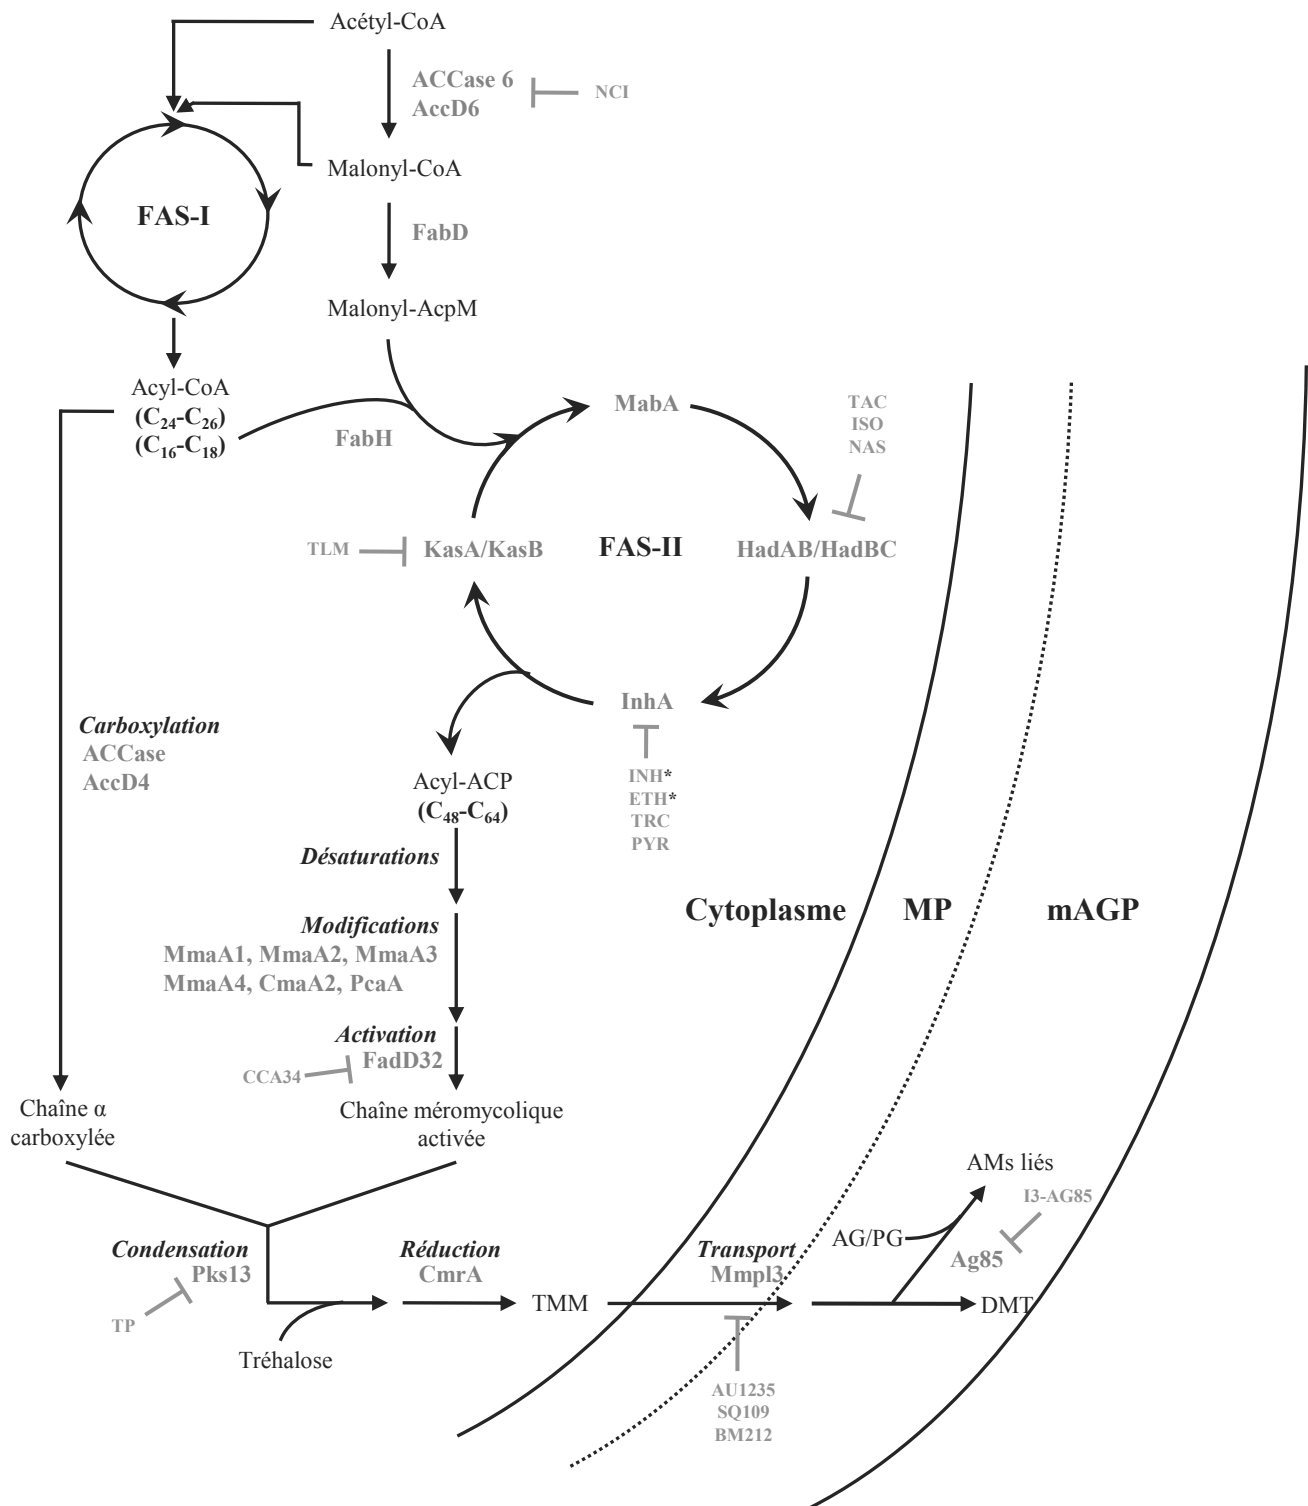 Acétyl-CoA
ACCase 6
AccD6
NCI
Malonyl-CoA
FAS-I
FabD
Malonyl-AcpM
Acyl-CoA
(C24-C26)
(C16-C18)
FabH
MabA
TAC
ISO
NAS
TLM
KasA/KasB
FAS-II
HadAB/HadBC
InhA
Carboxylation
ACCase
AccD4
INH*
ETH*
TRC
PYR
Acyl-ACP
(C48-C64)
Désaturations
Modifications
MmaA1, MmaA2, MmaA3
MmaA4, CmaA2, PcaA
Cytoplasme
MP
mAGP
Activation
FadD32
CCA34
Chaîne α
carboxylée
Chaîne méromycolique
activée
AMs liés
I3-AG85
AG/PG
Ag85
Condensation
Pks13
TP
Réduction
CmrA
Transport
Mmpl3
TMM
DMT
Tréhalose
AU1235
SQ109
BM212